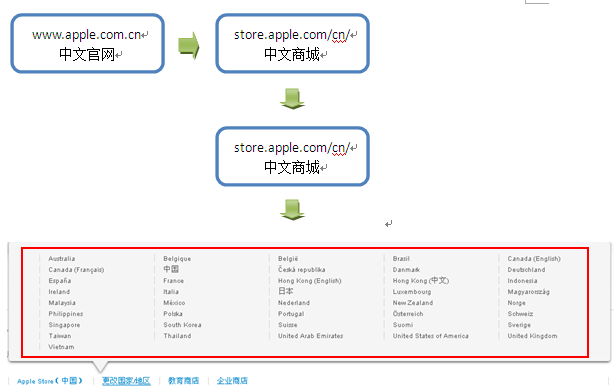 www.apple.com.cn
中文官网
store.apple.com/cn/
中文商城
store.apple.com/cn/
中文商城
Australia Belgique België Brasil Canada (English)
Canada (Français) 中国 Česká republika Danmark Deutschland
España France Hong Kong (English) Hong Kong (中文) Indonesia
Ireland Italia 日本 Luxembourg Magyarország
Malaysia México Nederland New Zealand Norge
Philippines Polska Portugal Österreich Schweiz
Singapore South Korea Suisse Suomi Sverige
Taiwan Thailand United Arab Emirates United States of America United Kingdom
Vietnam
Apple Store（中国） 更改国家/地区 教育商店 企业商店